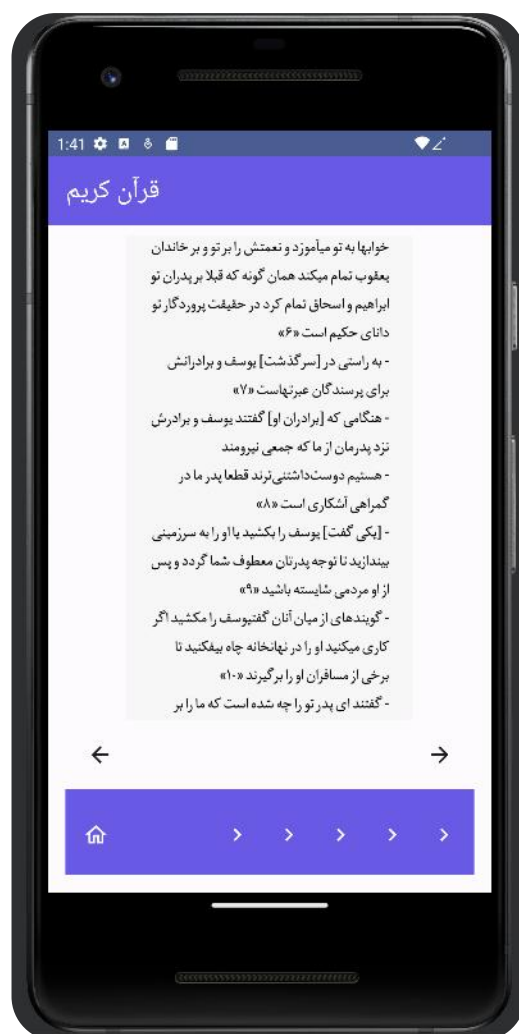 1:41
قرآن کریم
خوابها به تو میآموزد و نعمتش را بر تو و بر خاندان
یعقوب تمام میکند همان گونه که قبلا بر پدران تو
ابراهیم و اسحاق تمام کرد در حقیقت پروردگار تو
دانای حکیم است «۶»
- به راستی در [سرگذشت] یوسف و برادرانش
برای پرسندگان عبرتهاست «۷»
- هنگامی که [برادران او] گفتند یوسف و برادرش
نزد پدرمان از ما که جمعی نیرومند
- هستیم دوست‌داشتنی‌ترند قطعا پدر ما در
گمراهی آشکاری است «۸»
- [یکی گفت] یوسف را بکشید یا او را به سرزمینی
بیندازید تا توجه پدرتان معطوف شما گردد و پس
از او مردمی شایسته باشید «۹»
- گویندهای از میان آنان گفتیوسف را مکشید اگر
کاری میکنید او را در نهانخانه چاه بیفکنید تا
برخی از مسافران او را برگیرند «۱۰»
- گفتند ای پدر تو را چه شده است که ما را بر